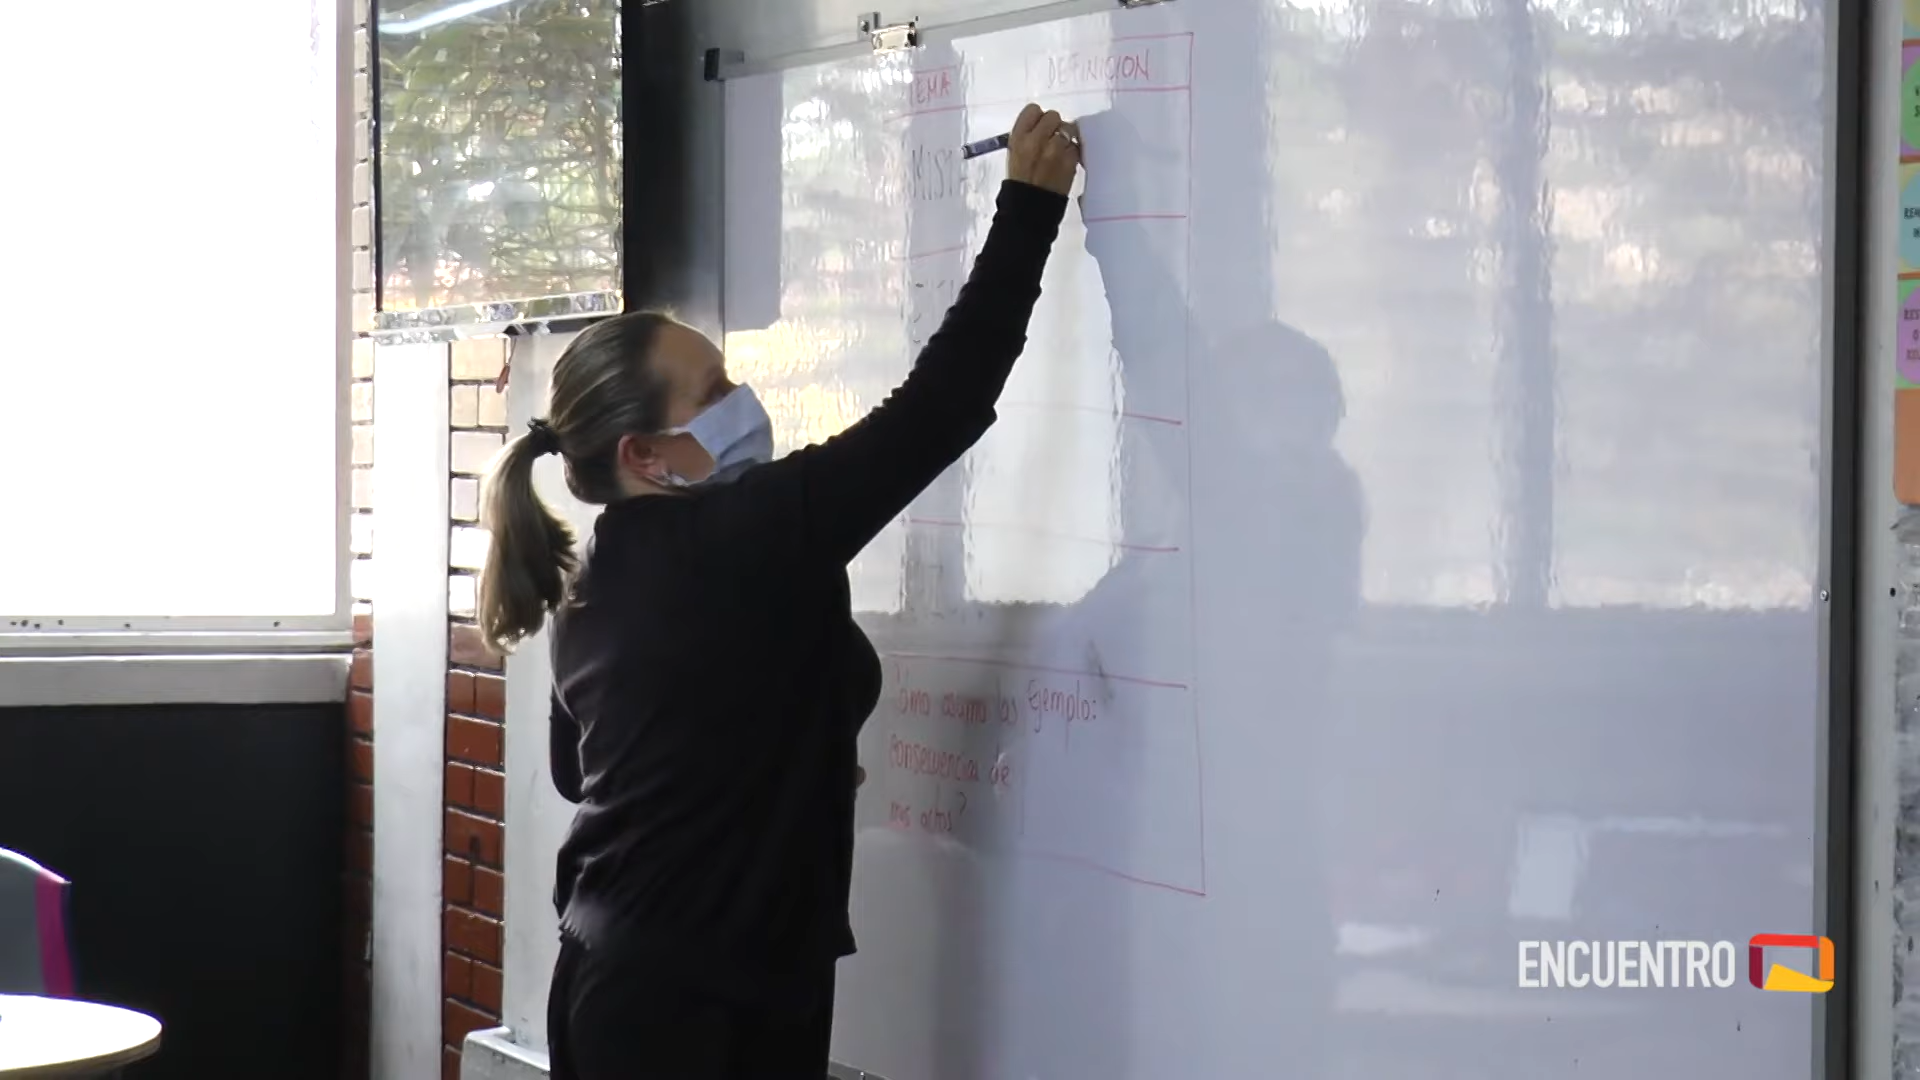 TEMA DEFINICION
Cómo asumo las
consecuencias de
mis actos?
Ejemplo:
ENCUENTRO